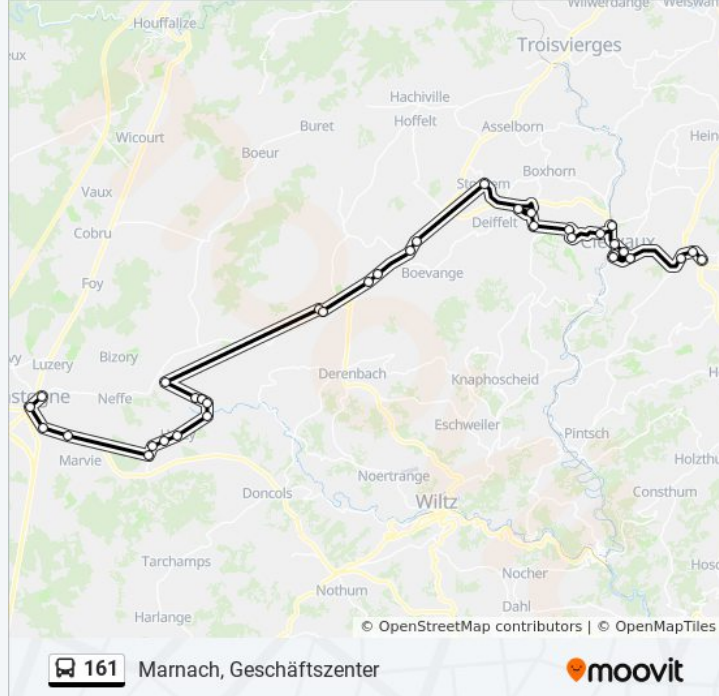 Wilwerdange
Weiswam
Houffalize
Troisvierges
Hachiville
Hoffelt
Asselborn
Buret
Wicourt
Boeur
Boxhorn
Hein
Vaux
Deiffelt
Cobru
Boevange
Foy
Luzery
Bizory
Derenbach
Knaphoscheid
Neffe
Eschweiler
Pintsch
Marvie
Holzthu
Noertrange
Doncols
Wiltz
Consthum
Tarchamps
Nocher
Nothum
Dahl
Harlange
© OpenStreetMap contributors | © OpenMapTiles
161 Marnach, Geschäftszenter
moovit